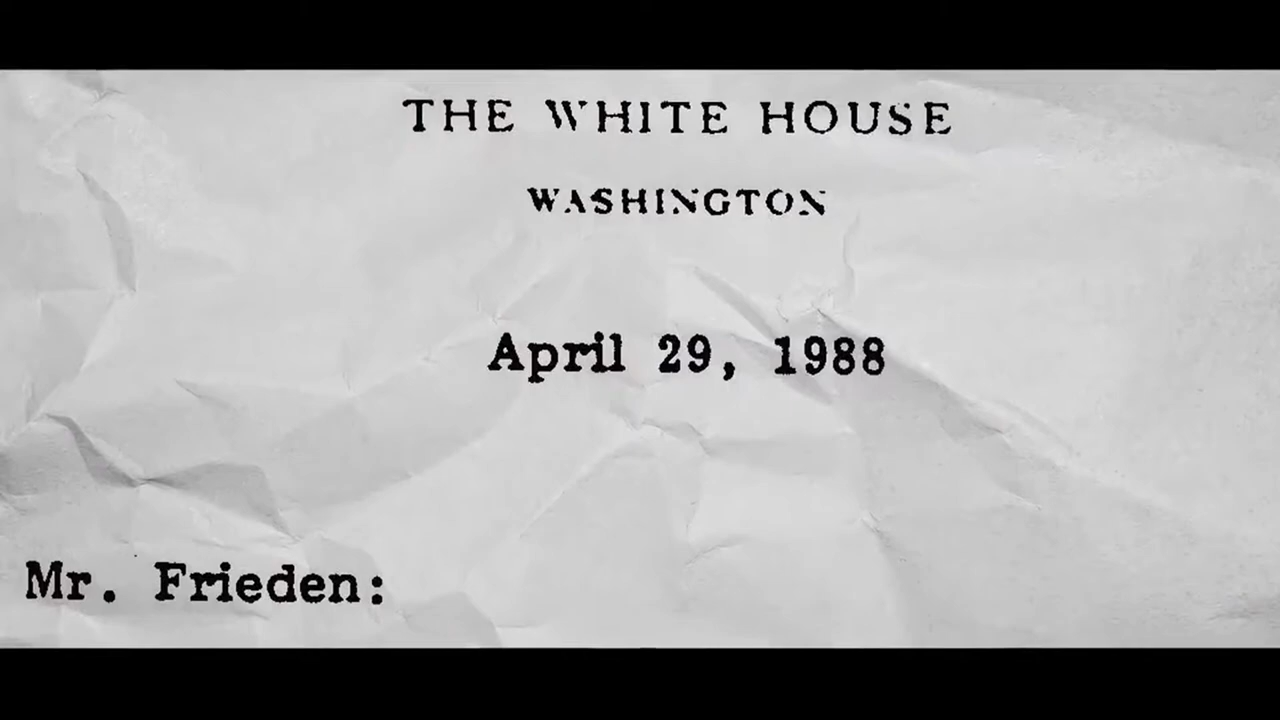 THE WHITE HOUSE
WASHINGTON
April 29, 1988
Mr. Frieden: